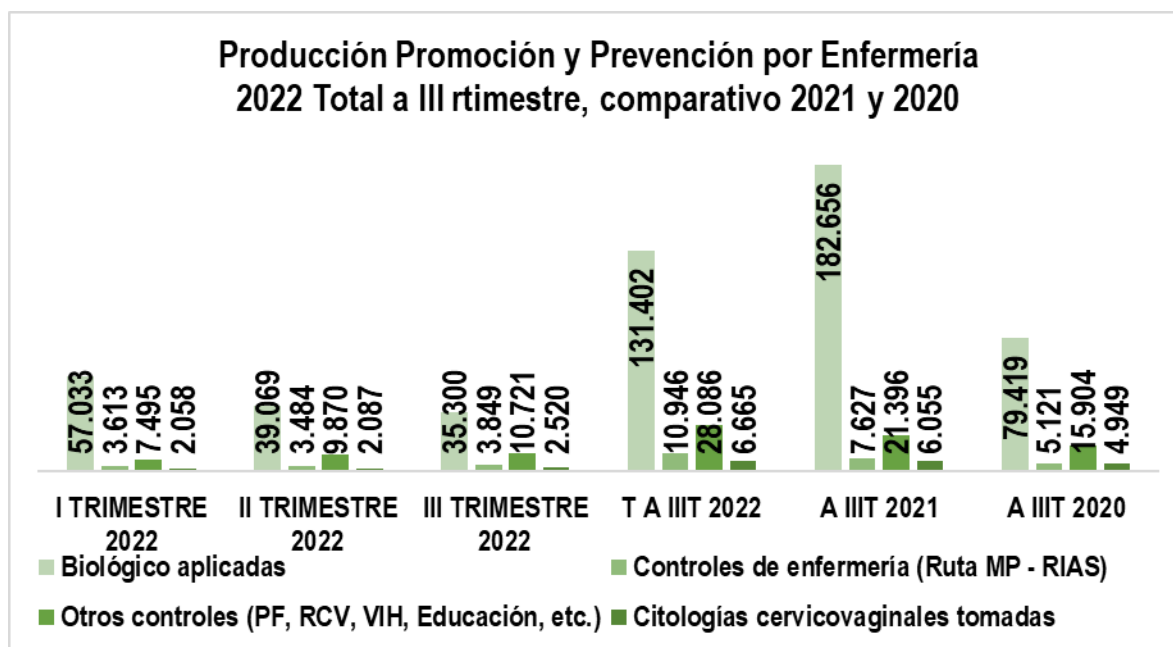 Producción Promoción y Prevención por Enfermería
2022 Total a III rtimestre, comparativo 2021 y 2020
57.033
3.613
7.495
2.058
39.069
3.484
9.870
2.087
35.300
3.849
10.721
2.520
131.402
10.946
28.086
6.665
182.656
7.627
21.396
6.055
79.419
5.121
15.904
4.949
I TRIMESTRE
2022
II TRIMESTRE
2022
III TRIMESTRE
2022
T A IIIT 2022
A IIIT 2021
A IIIT 2020
Biológico aplicadas
Controles de enfermería (Ruta MP - RIAS)
Otros controles (PF, RCV, VIH, Educación, etc.)
Citologías cervicovaginales tomadas